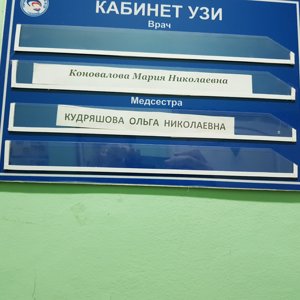 КАБИНЕТ УЗИ
Врач
Коновалова Мария Николаевна
Медсестра
КУДРЯШОВА ОЛЬГА НИКОЛАЕВНА